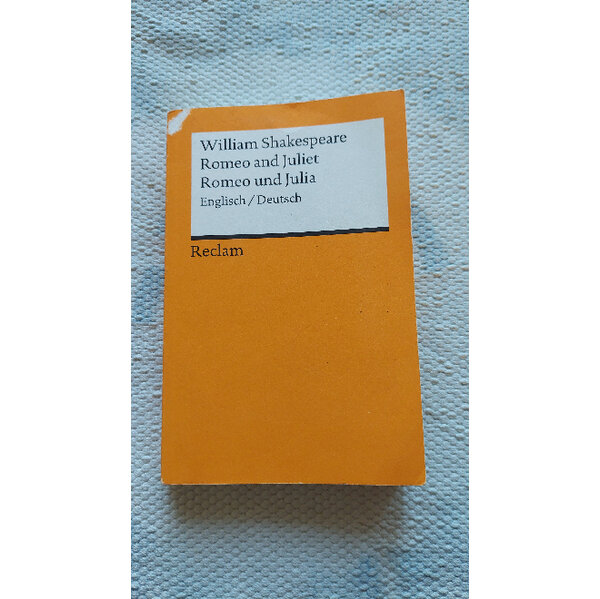 William Shakespeare
Romeo and Juliet
Romeo und Julia
Englisch / Deutsch
Reclam